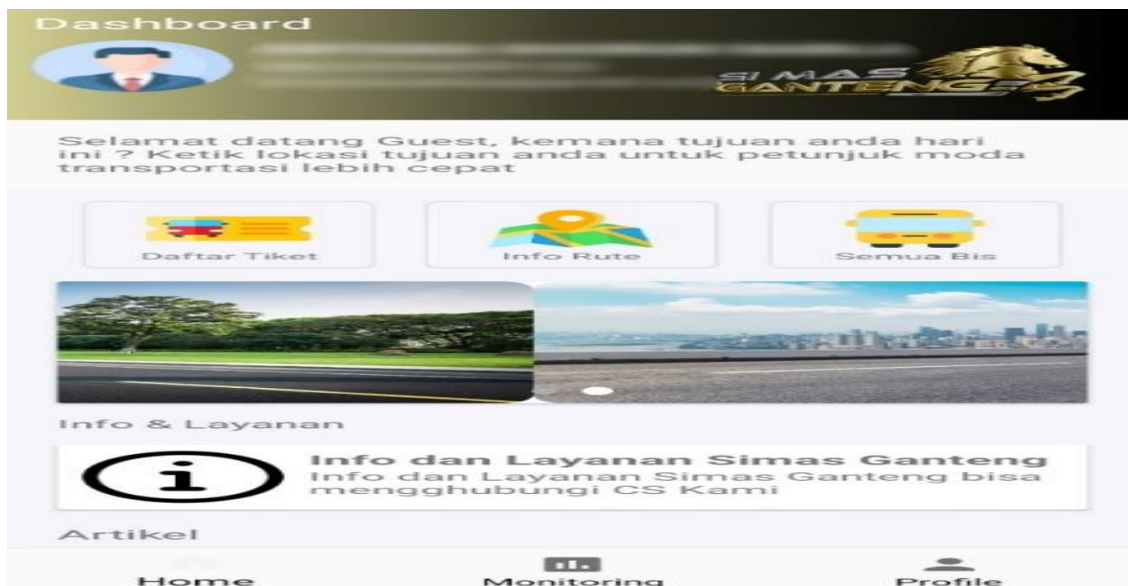 Dashboard
SI MAS
GANTENG
Selamat datang Guest, kemana tujuan anda hari
ini ? Ketik lokasi tujuan anda untuk petunjuk moda
transportasi lebih cepat
Daftar Tiket
Info Rute
Semua Bis
Info & Layanan
i
Info dan Layanan Simas Ganteng
Info dan Layanan Simas Ganteng bisa
mengghubungi CS Kami
Artikel
Home
Monitoring
Profile